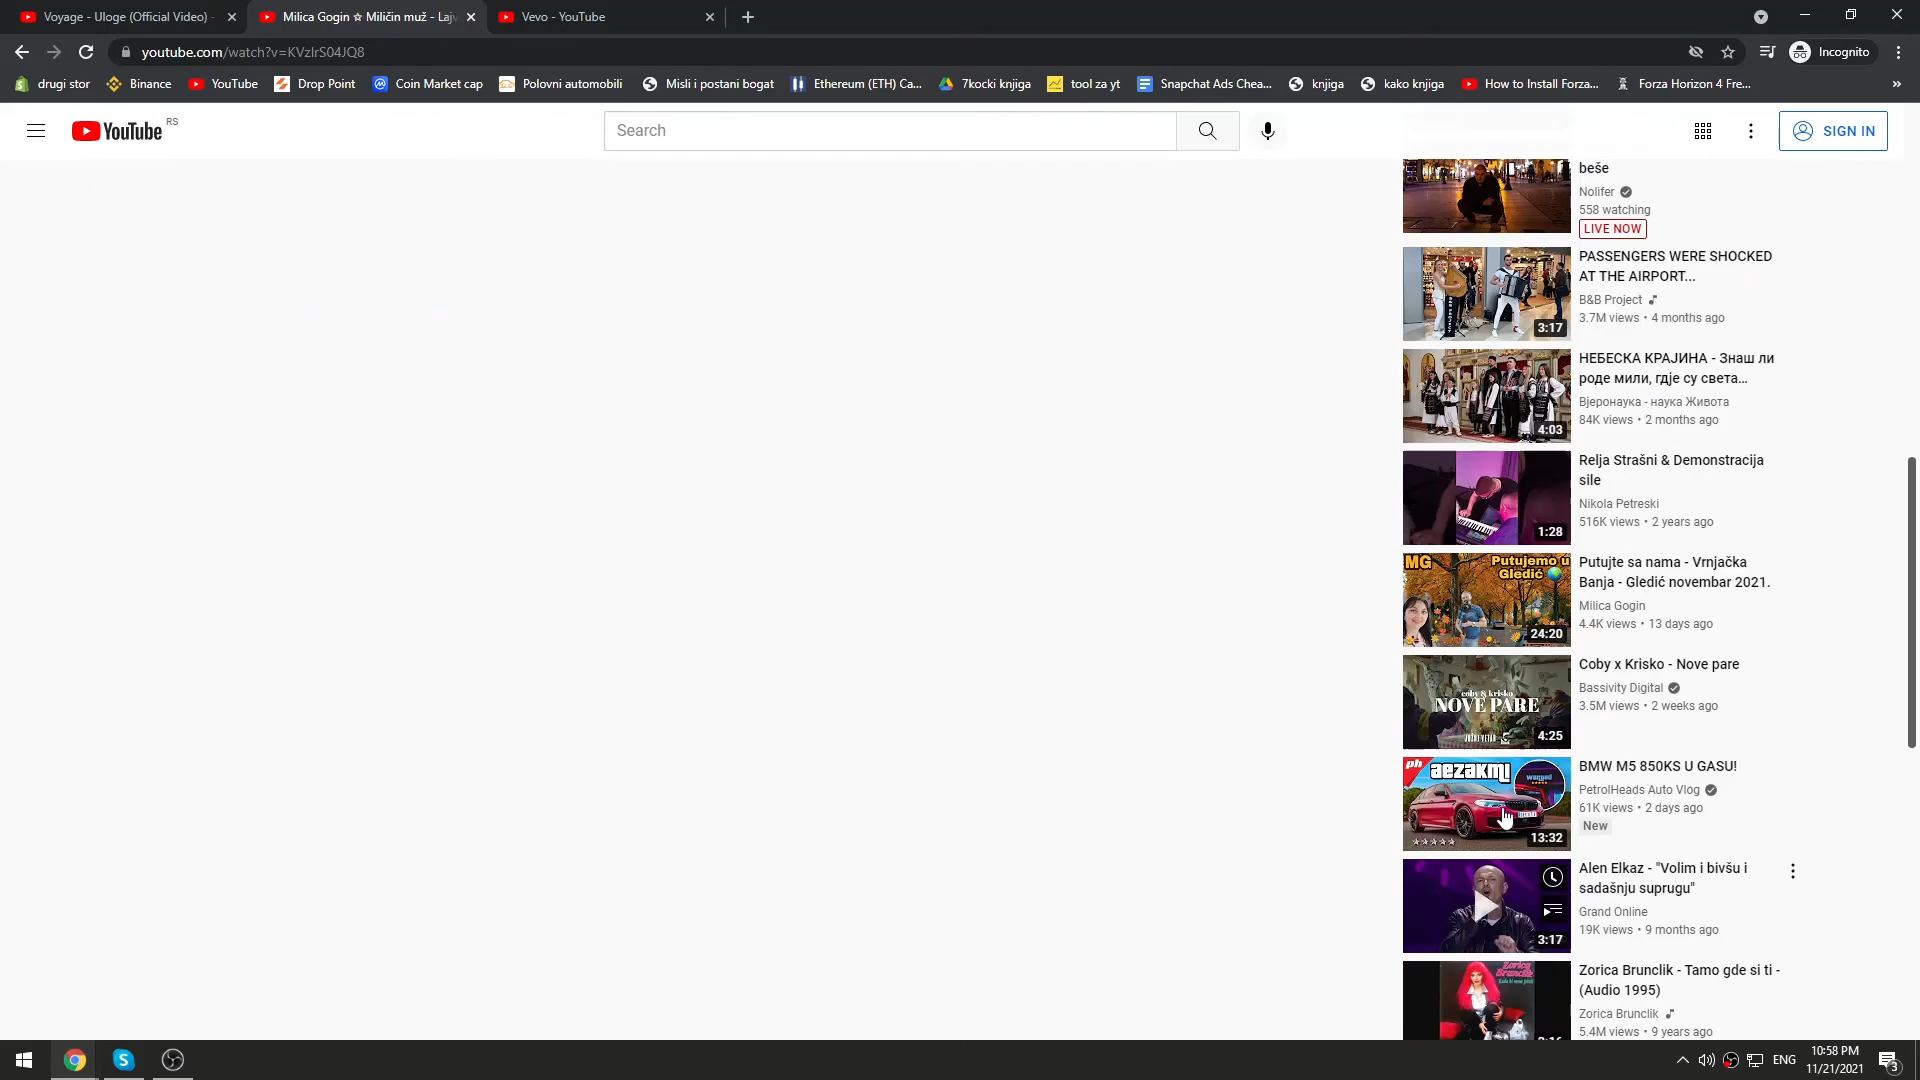 Voyage - Uloge (Official Video) -
Milica Gogin ☆ Miličin muž - Lajv
Vevo - YouTube
youtube.com/watch?v=KVzIrS04JQ8
Incognito
drugi stor
Binance
YouTube
Drop Point
Coin Market cap
Polovni automobili
Misli i postani bogat
Ethereum (ETH) Ca...
7kocki knjiga
tool za yt
Snapchat Ads Chea...
knjiga
kako knjiga
How to Install Forza...
Forza Horizon 4 Fre...
»
YouTube RS
Search
SIGN IN
beše
Nolifer
558 watching
LIVE NOW
PASSENGERS WERE SHOCKED
AT THE AIRPORT...
B&B Project
3.7M views • 4 months ago
3:17
НЕБЕСКА КРАЈИНА - Знаш ли
роде мили, гдје су света...
Вјеронаука - наука Живота
84K views • 2 months ago
4:03
Relja Strašni & Demonstracija
sile
Nikola Petreski
516K views • 2 years ago
1:28
MG
Putujemo u
Gledić
24:20
Putujte sa nama - Vrnjačka
Banja - Gledić novembar 2021.
Milica Gogin
4.4K views • 13 days ago
coby & krisko
NOVE PARE
4:25
Coby x Krisko - Nove pare
Bassivity Digital
3.5M views • 2 weeks ago
ph
aezakmi
wanted
13:32
BMW M5 850KS U GASU!
PetrolHeads Auto Vlog
61K views • 2 days ago
New
3:17
Alen Elkaz - "Volim i bivšu i
sadašnju suprugu"
Grand Online
19K views • 9 months ago
Zorica
Brunclik
Zorica Brunclik - Tamo gde si ti -
(Audio 1995)
Zorica Brunclik
5.4M views • 9 years ago
ENG
10:58 PM
11/21/2021
3